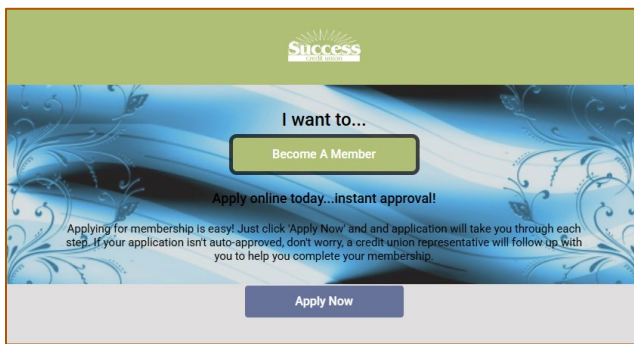 Success
credit union
I want to...
Become A Member
Apply online today...instant approval!
Applying for membership is easy! Just click 'Apply Now' and and application will take you through each
step. If your application isn't auto-approved, don't worry, a credit union representative will follow up with
you to help you complete your membership.
Apply Now